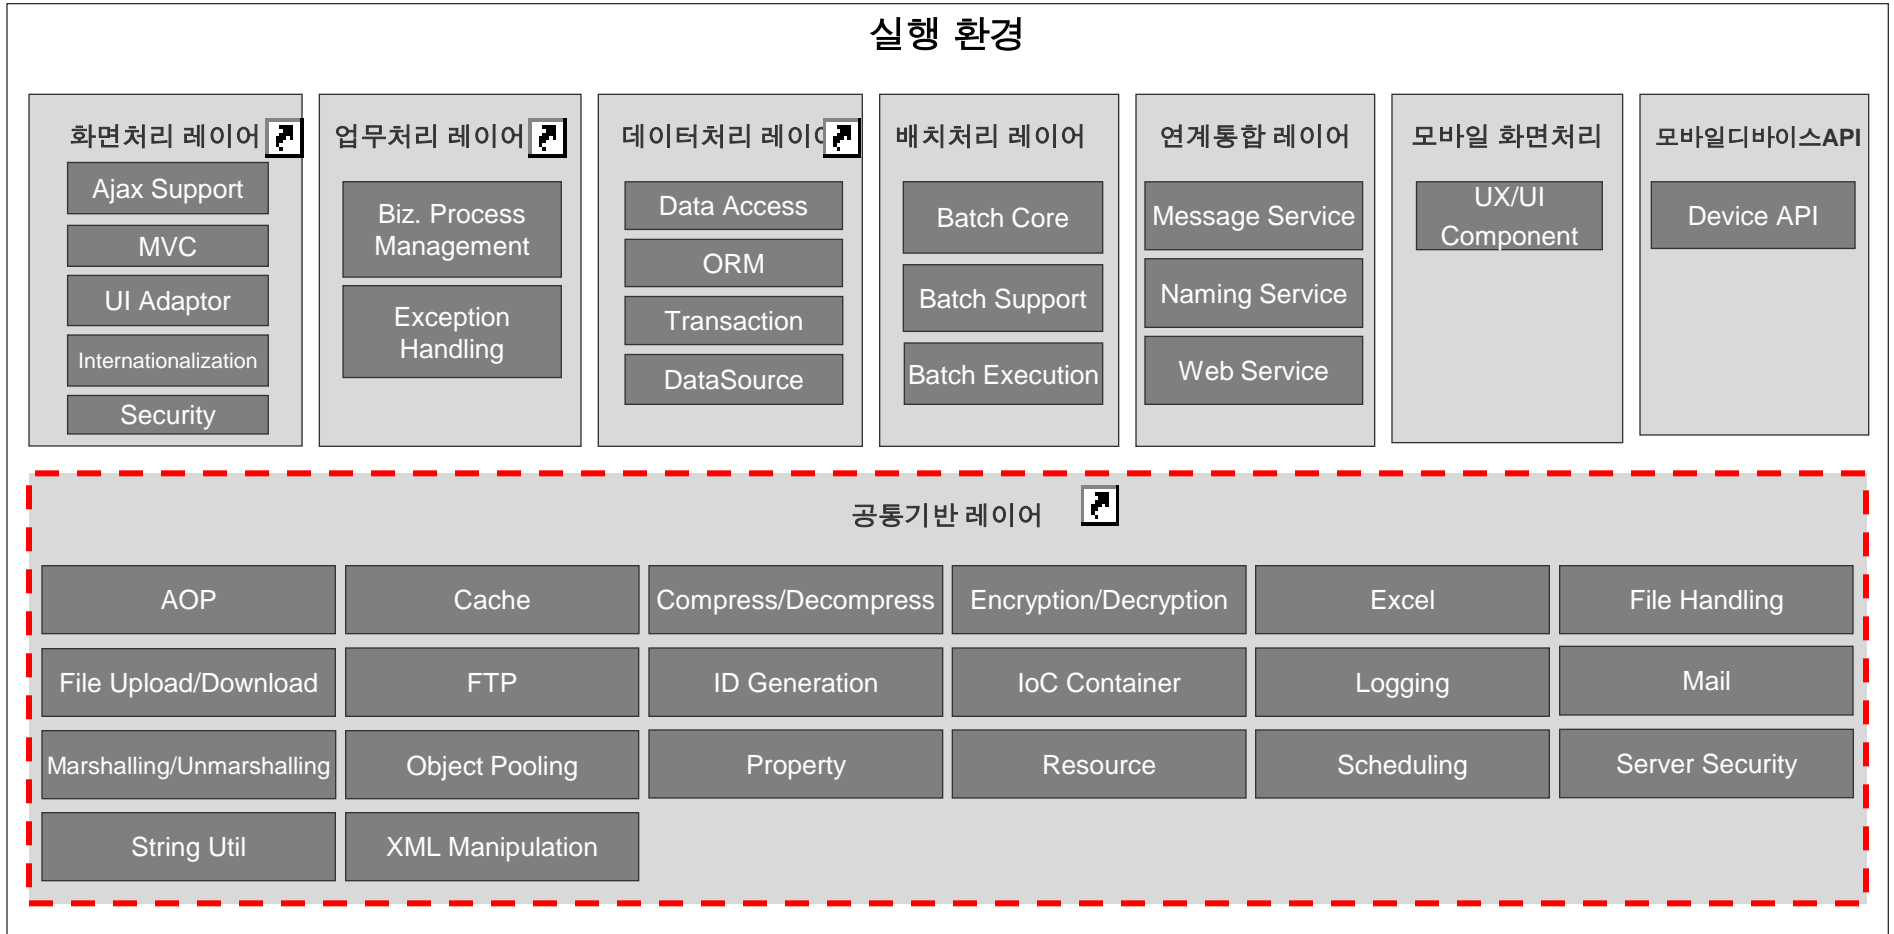 실행 환경
화면처리 레이어
Ajax Support
MVC
UI Adaptor
Internationalization
Security
업무처리 레이어
Biz. Process
Management
Exception
Handling
데이터처리 레이어
Data Access
ORM
Transaction
DataSource
배치처리 레이어
Batch Core
Batch Support
Batch Execution
연계통합 레이어
Message Service
Naming Service
Web Service
모바일 화면처리
UX/UI
Component
모바일디바이스API
Device API
공통기반 레이어
AOP
Cache
Compress/Decompress
Encryption/Decryption
Excel
File Handling
File Upload/Download
FTP
ID Generation
IoC Container
Logging
Mail
Marshalling/Unmarshalling
Object Pooling
Property
Resource
Scheduling
Server Security
String Util
XML Manipulation